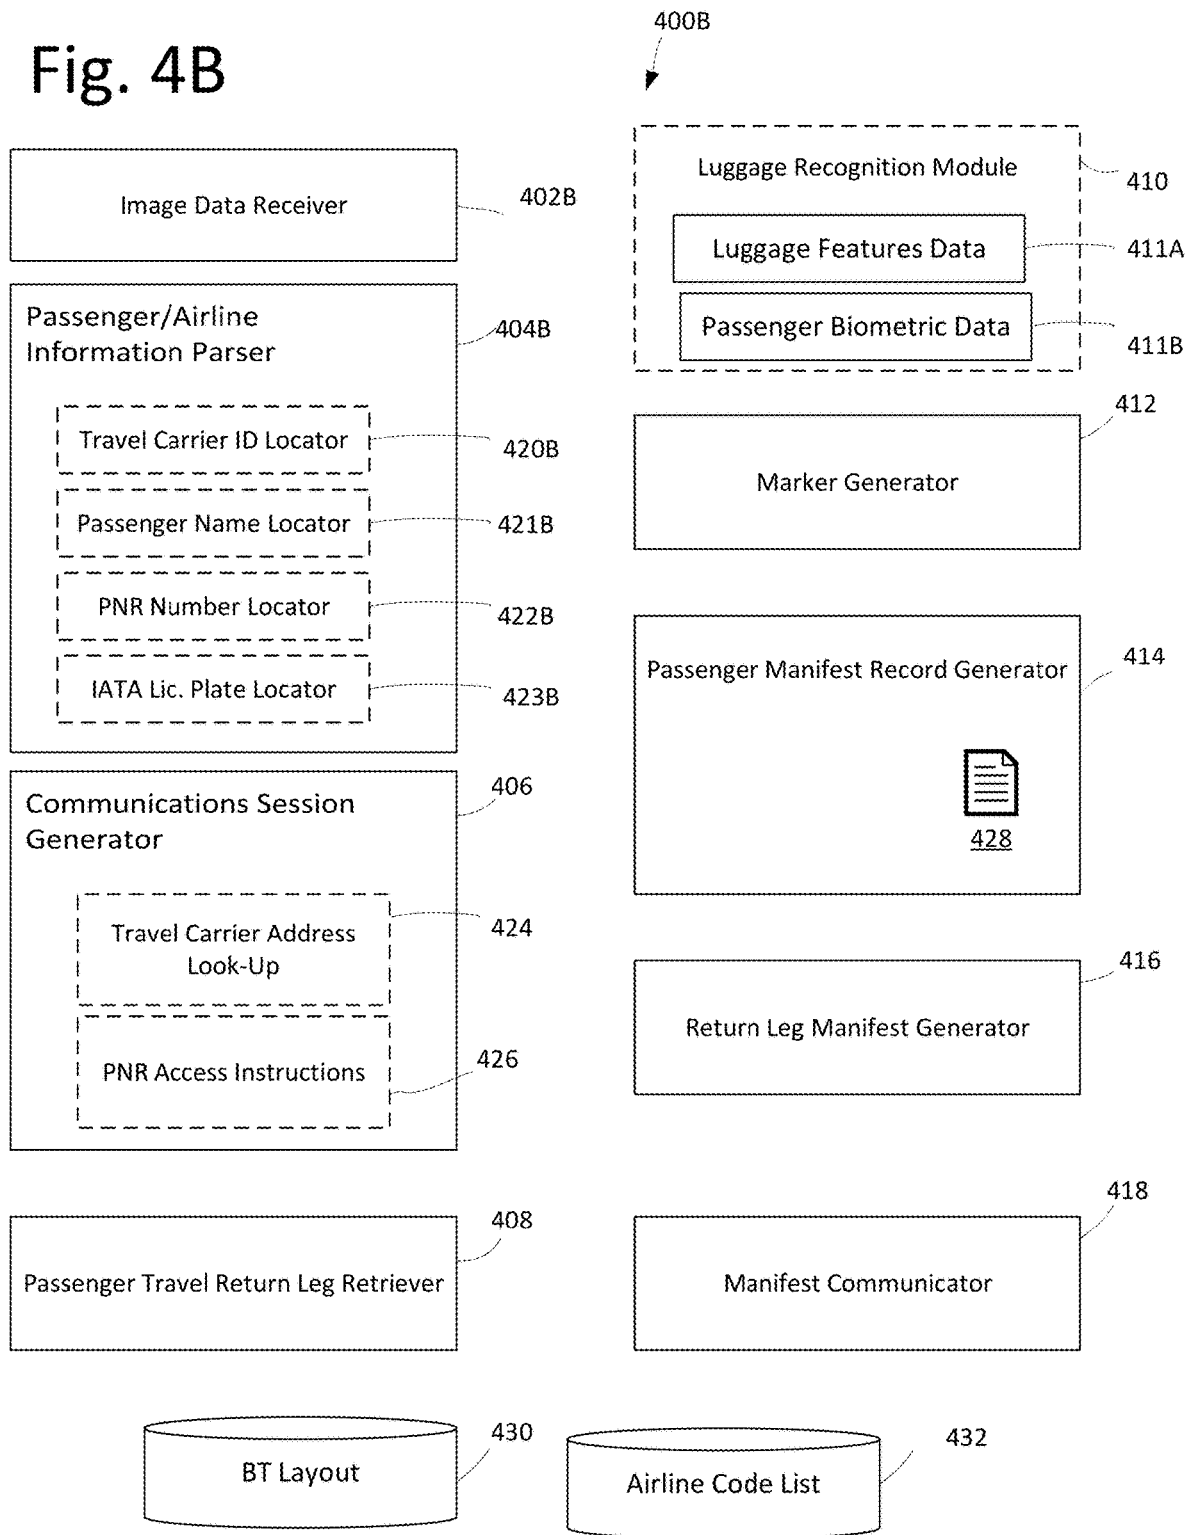 Fig. 4B
400B
Image Data Receiver
402B
Passenger/Airline
Information Parser
404B
Travel Carrier ID Locator
420B
Passenger Name Locator
421B
PNR Number Locator
422B
IATA Lic. Plate Locator
423B
Communications Session
Generator
406
Travel Carrier Address
Look-Up
424
PNR Access Instructions
426
Passenger Travel Return Leg Retriever
408
Luggage Recognition Module
410
Luggage Features Data
411A
Passenger Biometric Data
411B
Marker Generator
412
Passenger Manifest Record Generator
414
428
Return Leg Manifest Generator
416
Manifest Communicator
418
BT Layout
430
Airline Code List
432